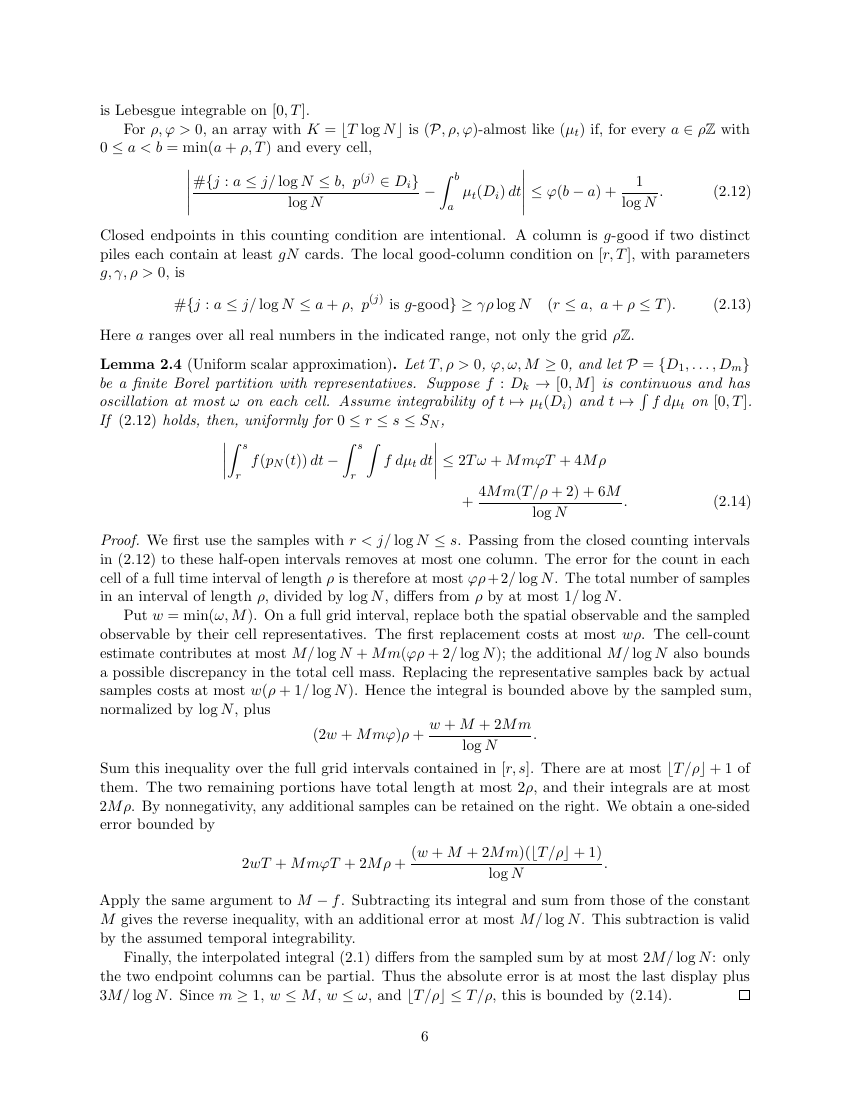 is Lebesgue integrable on [0, T].
For ρ, φ > 0, an array with K = ⌊T log N⌋ is (𝒫, ρ, φ)-almost like (μ_t) if, for every a ∈ ρℤ with
0 ≤ a < b = min(a + ρ, T) and every cell,
| #{j : a ≤ j/ log N ≤ b, p^{(j)} ∈ D_i} / log N − ∫_a^b μ_t(D_i) dt | ≤ φ(b − a) + 1/log N. (2.12)
Closed endpoints in this counting condition are intentional. A column is g-good if two distinct
piles each contain at least gN cards. The local good-column condition on [r, T], with parameters
g, γ, ρ > 0, is
#{j : a ≤ j/ log N ≤ a + ρ, p^{(j)} is g-good} ≥ γρ log N (r ≤ a, a + ρ ≤ T). (2.13)
Here a ranges over all real numbers in the indicated range, not only the grid ρℤ.
Lemma 2.4 (Uniform scalar approximation). Let T, ρ > 0, φ, ω, M ≥ 0, and let 𝒫 = {D_1, . . . , D_m}
be a finite Borel partition with representatives. Suppose f : D_k → [0, M] is continuous and has
oscillation at most ω on each cell. Assume integrability of t ↦ μ_t(D_i) and t ↦ ∫ f dμ_t on [0, T].
If (2.12) holds, then, uniformly for 0 ≤ r ≤ s ≤ S_N,
| ∫_r^s f(p_N(t)) dt − ∫_r^s ∫ f dμ_t dt | ≤ 2Tω + MmφT + 4Mρ
+ (4Mm(T/ρ + 2) + 6M) / log N. (2.14)
Proof. We first use the samples with r < j/ log N ≤ s. Passing from the closed counting intervals
in (2.12) to these half-open intervals removes at most one column. The error for the count in each
cell of a full time interval of length ρ is therefore at most φρ + 2/ log N. The total number of samples
in an interval of length ρ, divided by log N, differs from ρ by at most 1/ log N.
Put w = min(ω, M). On a full grid interval, replace both the spatial observable and the sampled
observable by their cell representatives. The first replacement costs at most wρ. The cell-count
estimate contributes at most M/ log N + Mm(φρ + 2/ log N); the additional M/ log N also bounds
a possible discrepancy in the total cell mass. Replacing the representative samples back by actual
samples costs at most w(ρ + 1/ log N). Hence the integral is bounded above by the sampled sum,
normalized by log N, plus
(2w + Mmφ)ρ + (w + M + 2Mm) / log N.
Sum this inequality over the full grid intervals contained in [r, s]. There are at most ⌊T/ρ⌋ + 1 of
them. The two remaining portions have total length at most 2ρ, and their integrals are at most
2Mρ. By nonnegativity, any additional samples can be retained on the right. We obtain a one-sided
error bounded by
2wT + MmφT + 2Mρ + (w + M + 2Mm)(⌊T/ρ⌋ + 1) / log N.
Apply the same argument to M − f. Subtracting its integral and sum from those of the constant
M gives the reverse inequality, with an additional error at most M/ log N. This subtraction is valid
by the assumed temporal integrability.
Finally, the interpolated integral (2.1) differs from the sampled sum by at most 2M/ log N: only
the two endpoint columns can be partial. Thus the absolute error is at most the last display plus
3M/ log N. Since m ≥ 1, w ≤ M, w ≤ ω, and ⌊T/ρ⌋ ≤ T/ρ, this is bounded by (2.14). □
6